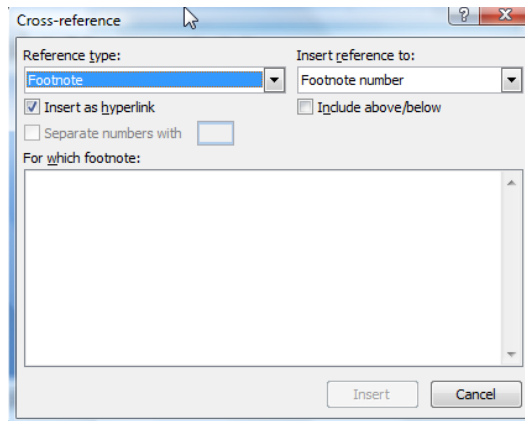 Cross-reference
Reference type: Insert reference to:
Footnote Footnote number
Insert as hyperlink Include above/below
Separate numbers with
For which footnote:
Insert Cancel